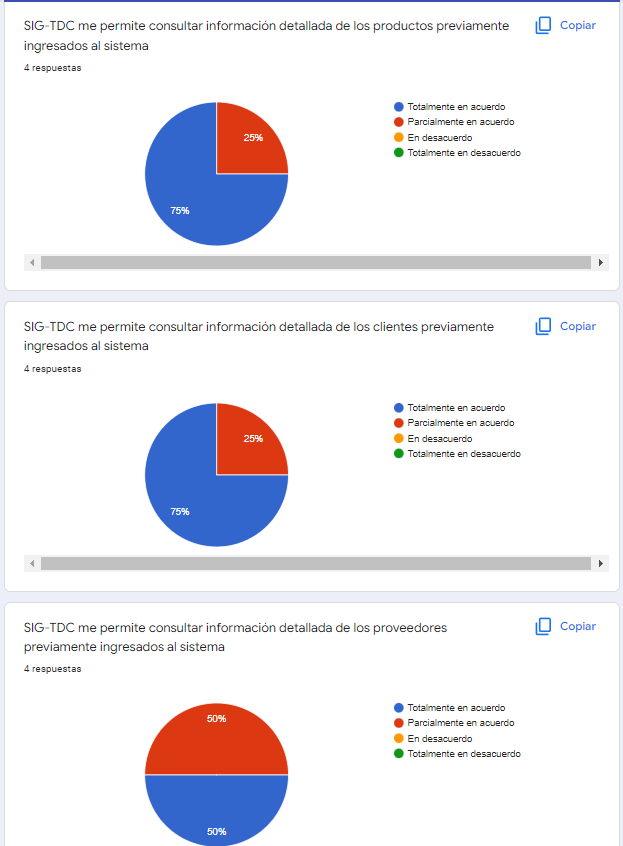 SIG-TDC me permite consultar información detallada de los productos previamente
ingresados al sistema
Copiar
4 respuestas
Totalmente en acuerdo
Parcialmente en acuerdo
En desacuerdo
Totalmente en desacuerdo
25%
75%
SIG-TDC me permite consultar información detallada de los clientes previamente
ingresados al sistema
Copiar
4 respuestas
Totalmente en acuerdo
Parcialmente en acuerdo
En desacuerdo
Totalmente en desacuerdo
25%
75%
SIG-TDC me permite consultar información detallada de los proveedores
previamente ingresados al sistema
Copiar
4 respuestas
Totalmente en acuerdo
Parcialmente en acuerdo
En desacuerdo
Totalmente en desacuerdo
50%
50%